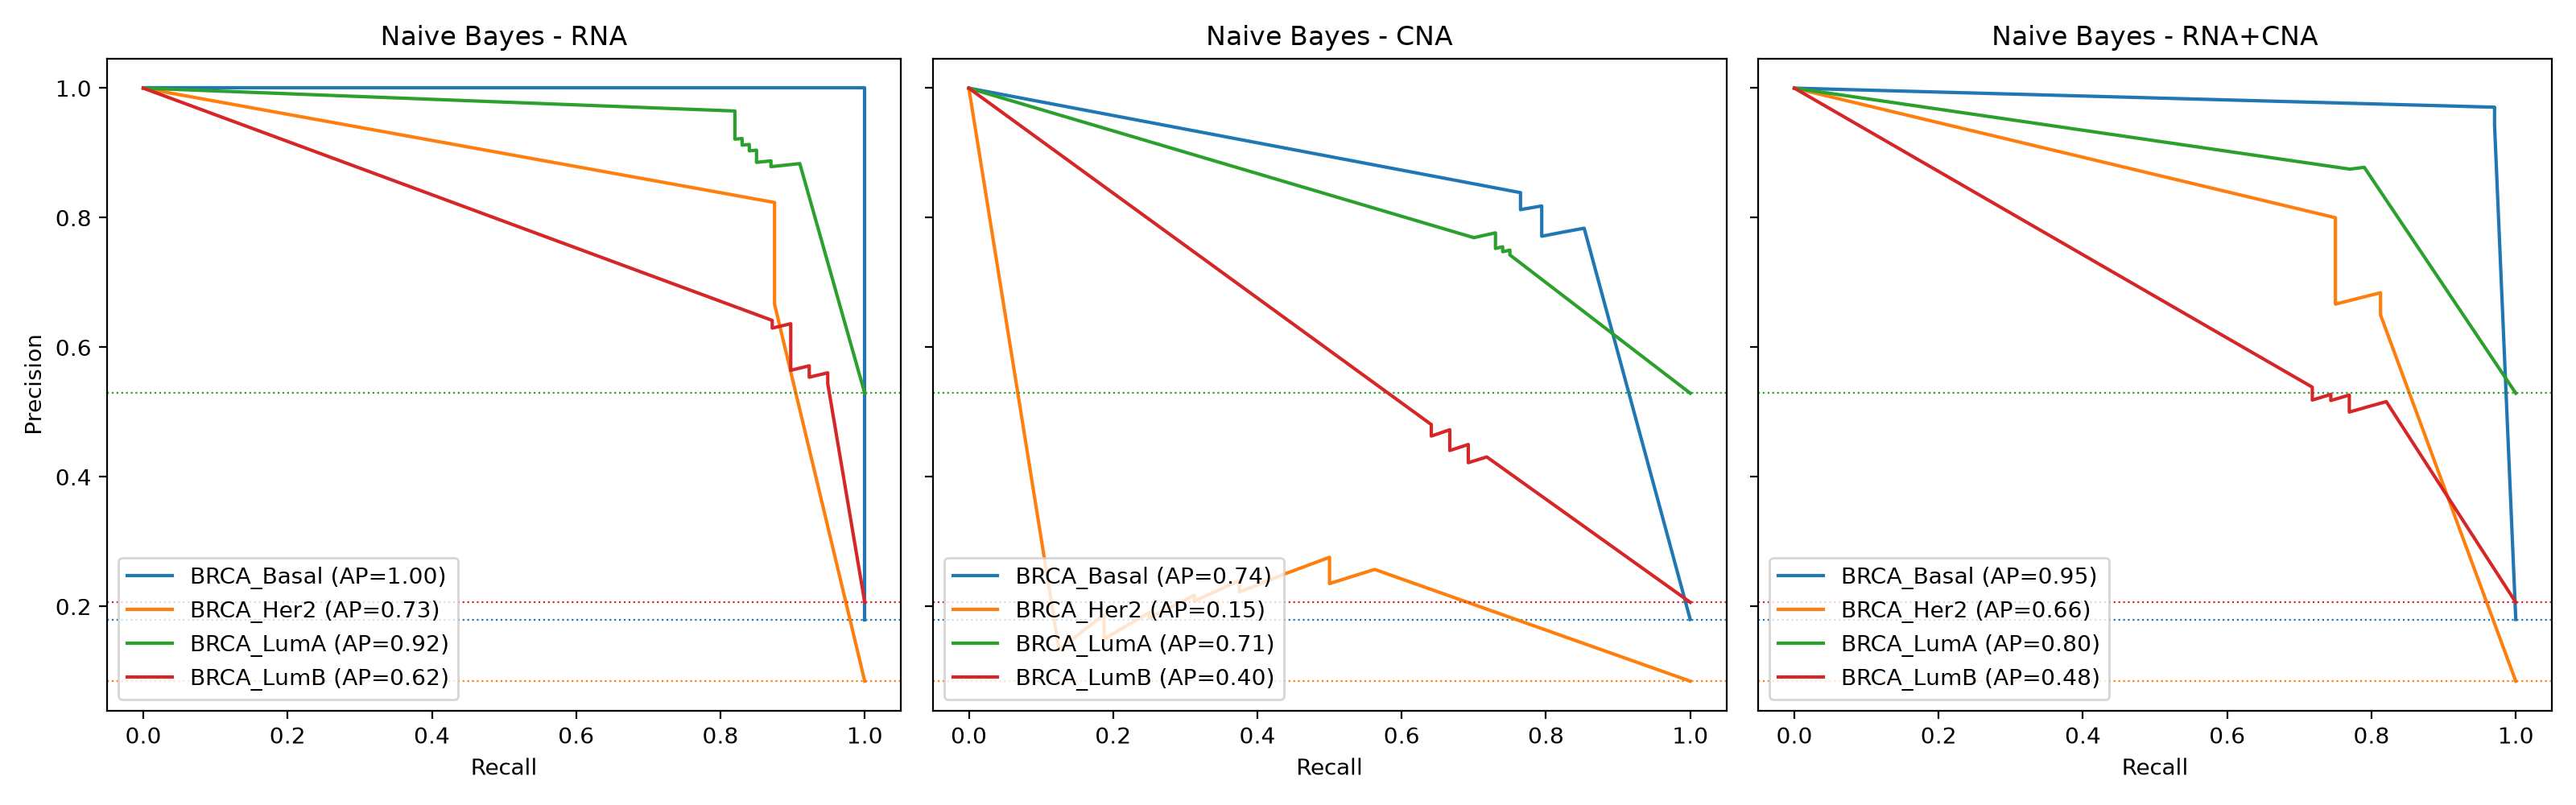 Naive Bayes - RNA
Precision
1.0
0.8
0.6
0.4
0.2
BRCA_Basal (AP=1.00)
BRCA_Her2 (AP=0.73)
BRCA_LumA (AP=0.92)
BRCA_LumB (AP=0.62)
0.0 0.2 0.4 0.6 0.8 1.0
Recall
Naive Bayes - CNA
BRCA_Basal (AP=0.74)
BRCA_Her2 (AP=0.15)
BRCA_LumA (AP=0.71)
BRCA_LumB (AP=0.40)
0.0 0.2 0.4 0.6 0.8 1.0
Recall
Naive Bayes - RNA+CNA
BRCA_Basal (AP=0.95)
BRCA_Her2 (AP=0.66)
BRCA_LumA (AP=0.80)
BRCA_LumB (AP=0.48)
0.0 0.2 0.4 0.6 0.8 1.0
Recall